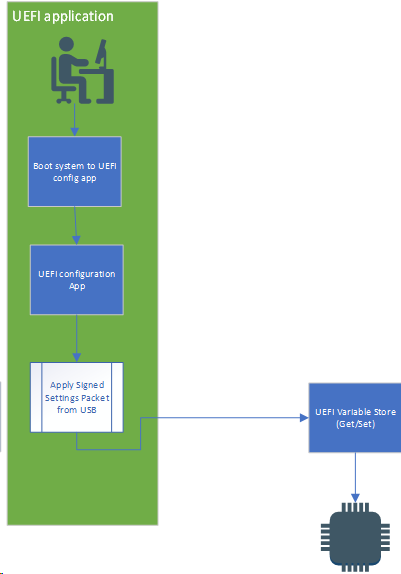 UEFI application
Boot system to UEFI
config app
UEFI configuration
App
Apply Signed
Settings Packet
from USB
UEFI Variable Store
(Get/Set)